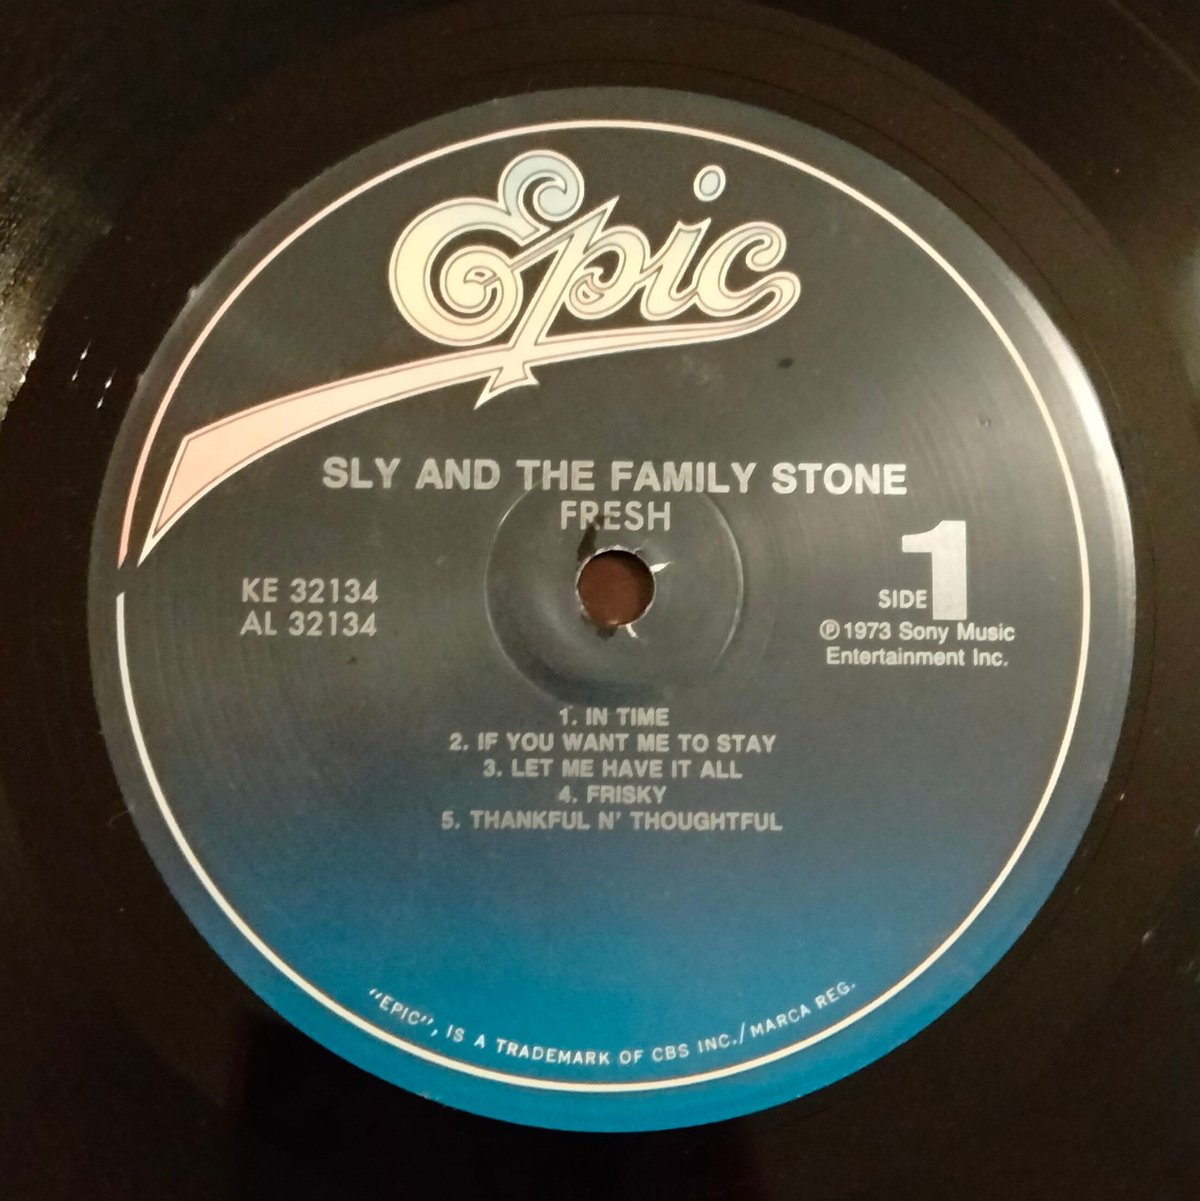 Epic
SLY AND THE FAMILY STONE
FRESH
KE 32134
AL 32134
SIDE 1
℗ 1973 Sony Music
Entertainment Inc.
1. IN TIME
2. IF YOU WANT ME TO STAY
3. LET ME HAVE IT ALL
4. FRISKY
5. THANKFUL N' THOUGHTFUL
"EPIC", IS A TRADEMARK OF CBS INC./MARCA REG.